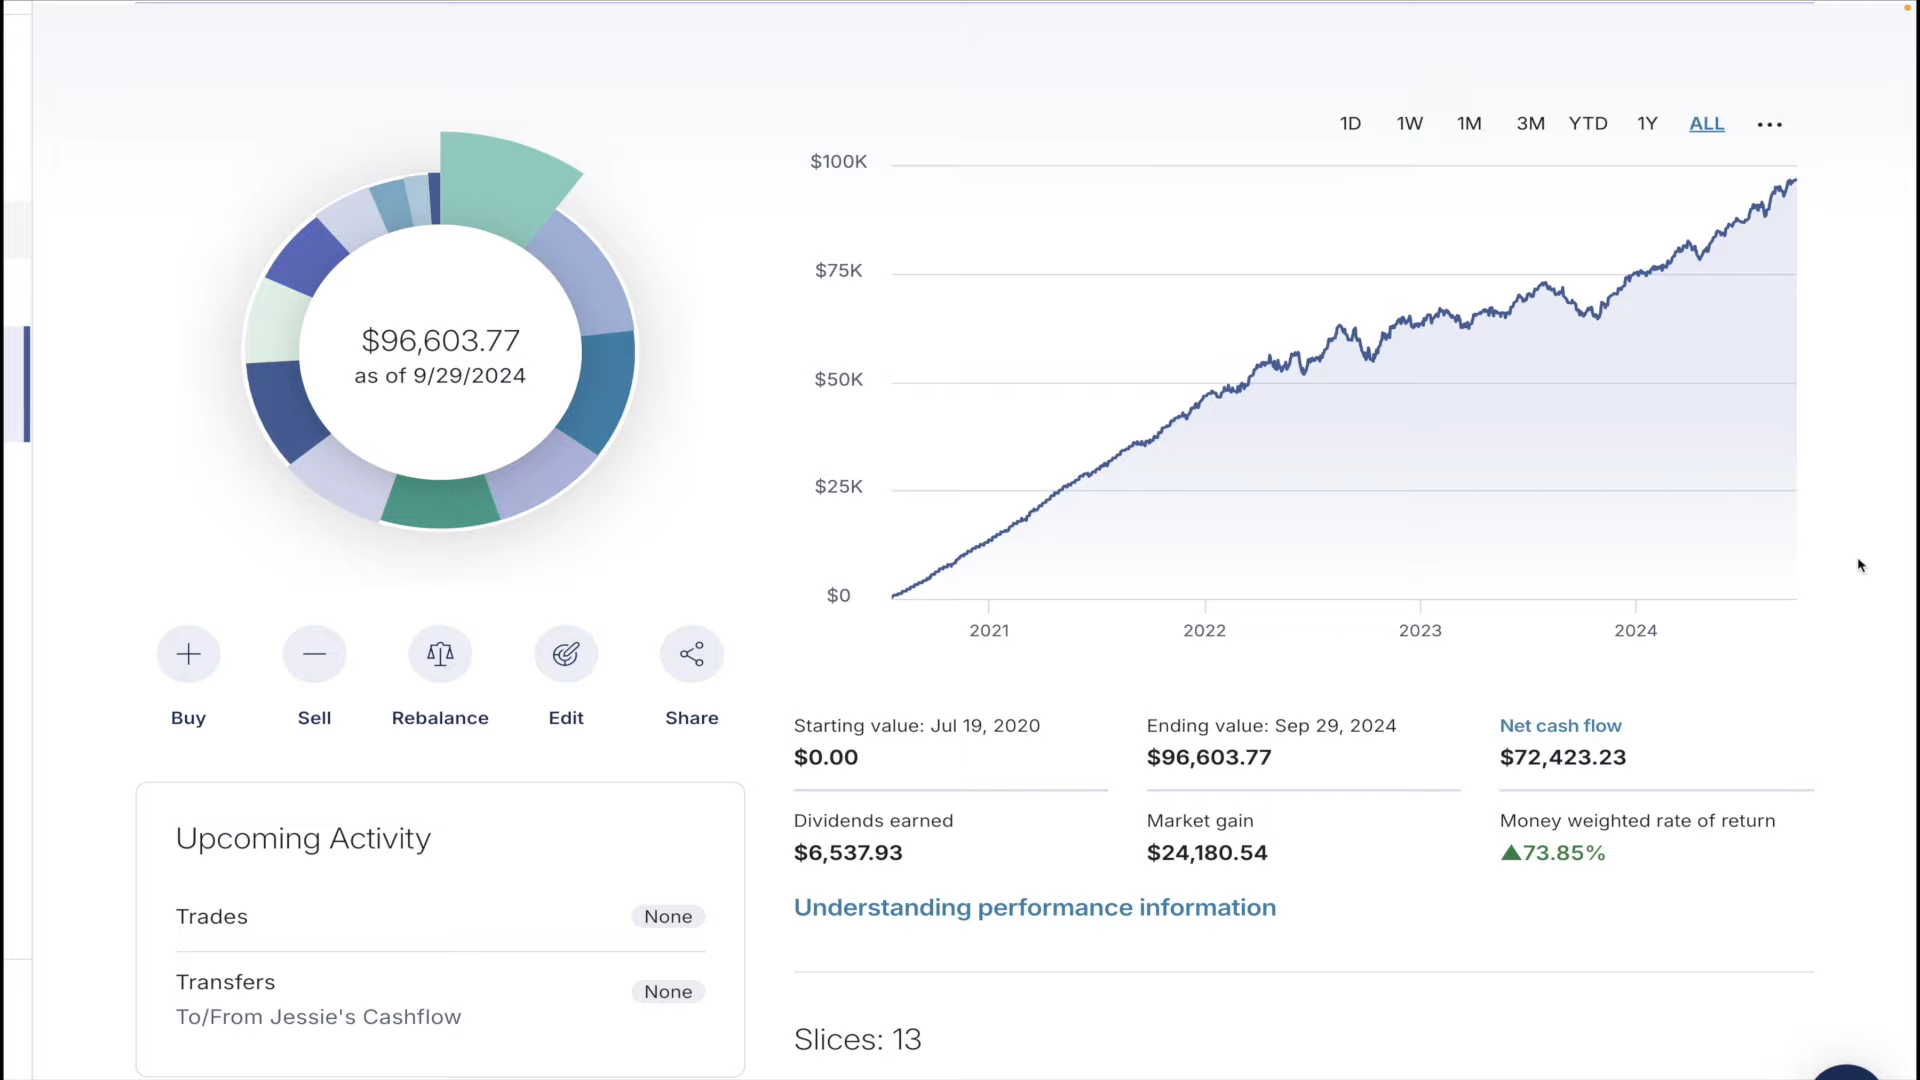 1D 1W 1M 3M YTD 1Y ALL
$100K
$75K
$50K
$25K
$0
2021 2022 2023 2024
$96,603.77
as of 9/29/2024
Buy Sell Rebalance Edit Share
Starting value: Jul 19, 2020
$0.00
Ending value: Sep 29, 2024
$96,603.77
Net cash flow
$72,423.23
Dividends earned
$6,537.93
Market gain
$24,180.54
Money weighted rate of return
▲73.85%
Understanding performance information
Upcoming Activity
Trades None
Transfers None
To/From Jessie's Cashflow
Slices: 13